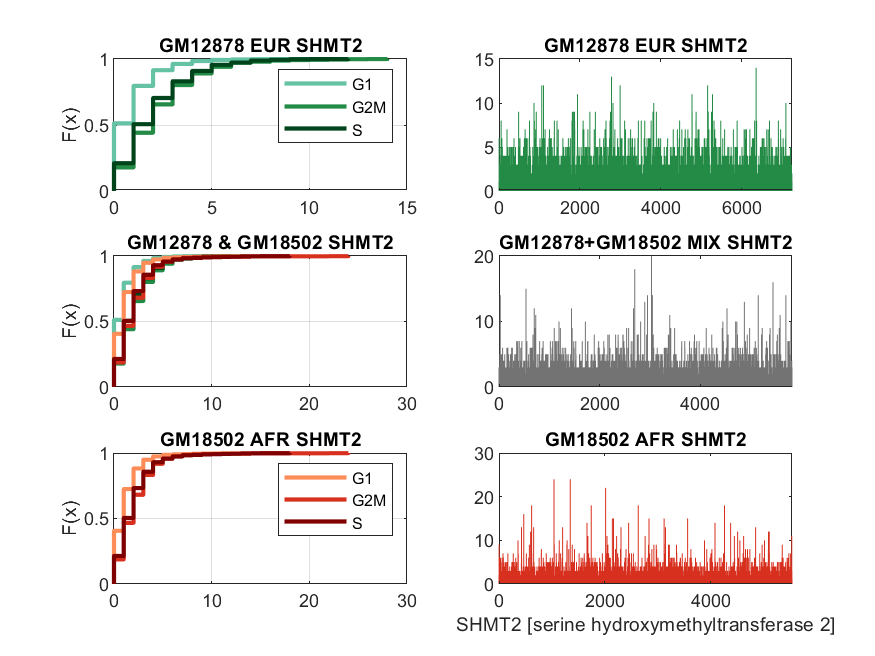 GM12878 EUR SHMT2
1
0.5
0
F(x)
0 5 10 15
G1
G2M
S
GM12878 EUR SHMT2
15
10
5
0
0 2000 4000 6000
GM12878 & GM18502 SHMT2
1
0.5
0
F(x)
0 10 20 30
GM12878+GM18502 MIX SHMT2
20
10
0
0 2000 4000
GM18502 AFR SHMT2
1
0.5
0
F(x)
0 10 20 30
G1
G2M
S
GM18502 AFR SHMT2
30
20
10
0
0 2000 4000
SHMT2 [serine hydroxymethyltransferase 2]